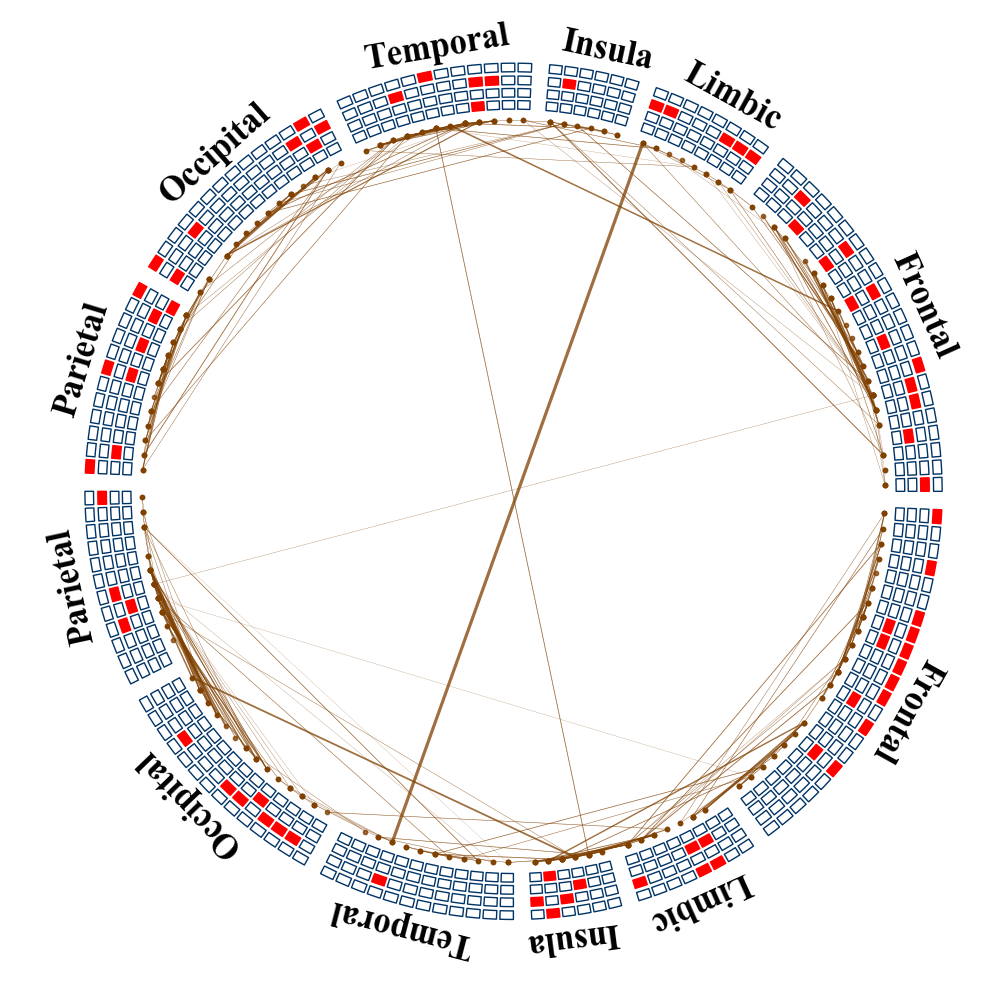 Temporal
Insula
Limbic
Occipital
Frontal
Parietal
Parietal
Frontal
Occipital
Limbic
Temporal
Insula